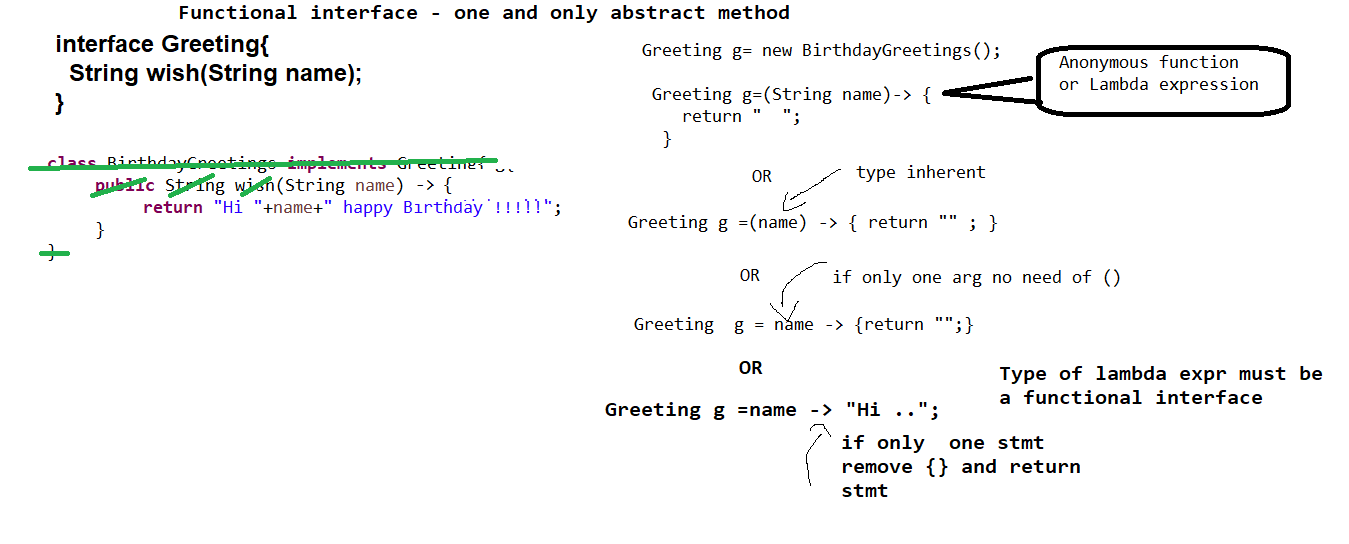 Functional interface - one and only abstract method
interface Greeting{
String wish(String name);
}
class BirthdayGreetings implements Greeting{
public String wish(String name) -> {
return "Hi "+name+" happy Birthday !!!!!";
}
}
Greeting g= new BirthdayGreetings();
Greeting g=(String name)-> {
return "  ";
}
Anonymous function
or Lambda expression
OR
type inherent
Greeting g =(name) -> { return "" ; }
OR
if only one arg no need of ()
Greeting  g = name -> {return "";}
OR
Greeting g =name -> "Hi ..";
if only  one stmt
remove {} and return
stmt
Type of lambda expr must be
a functional interface